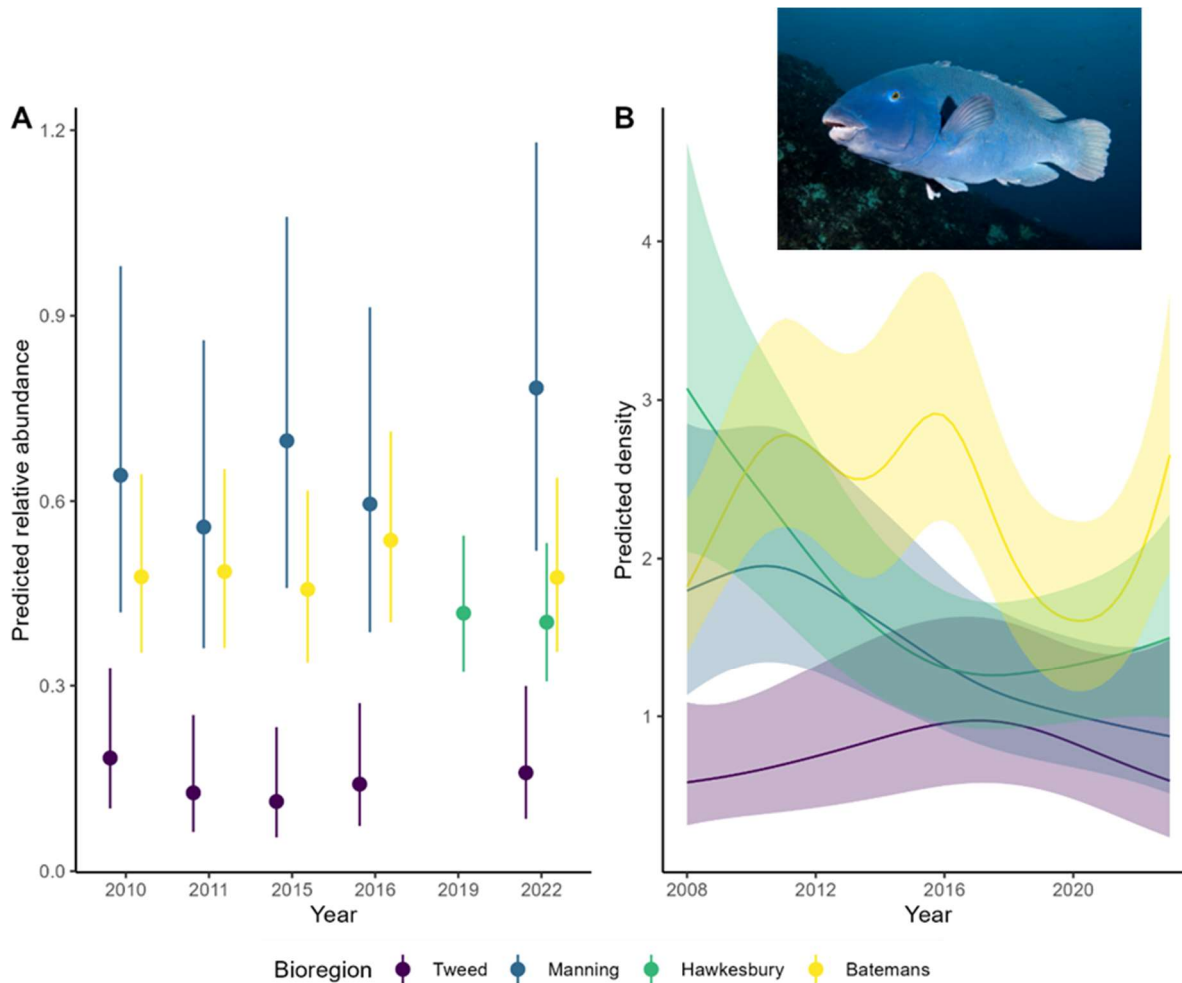 A
Predicted relative abundance
1.2
0.9
0.6
0.3
0.0
2010 2011 2015 2016 2019 2022
Year
B
Predicted density
4
3
2
1
2008 2012 2016 2020
Year
Bioregion Tweed Manning Hawkesbury Batemans